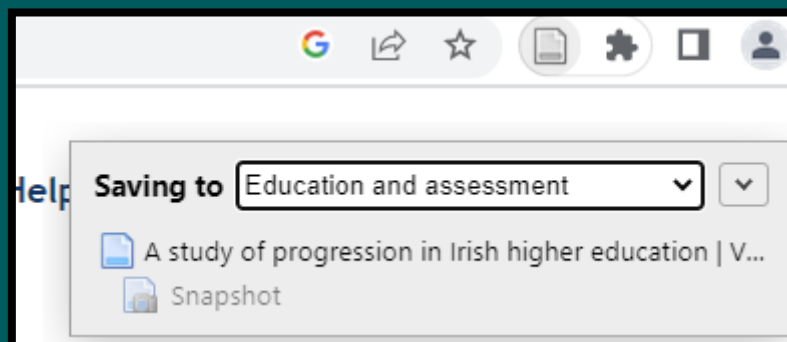 Help
Saving to Education and assessment
A study of progression in Irish higher education | V...
Snapshot